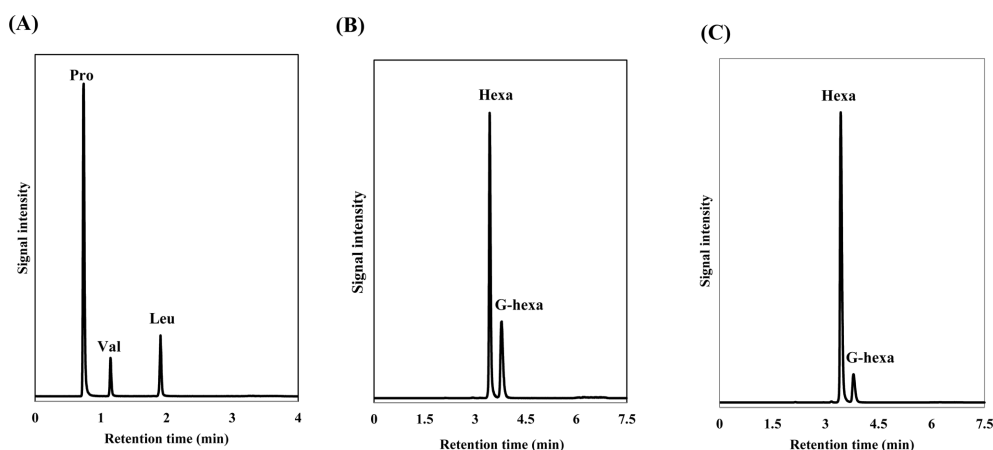 (A)
Signal intensity
Pro
Val
Leu
0 1 2 3 4
Retention time (min)
(B)
Signal intensity
Hexa
G-hexa
0 1.5 3 4.5 6 7.5
Retention time (min)
(C)
Signal intensity
Hexa
G-hexa
0 1.5 3 4.5 6 7.5
Retention time (min)